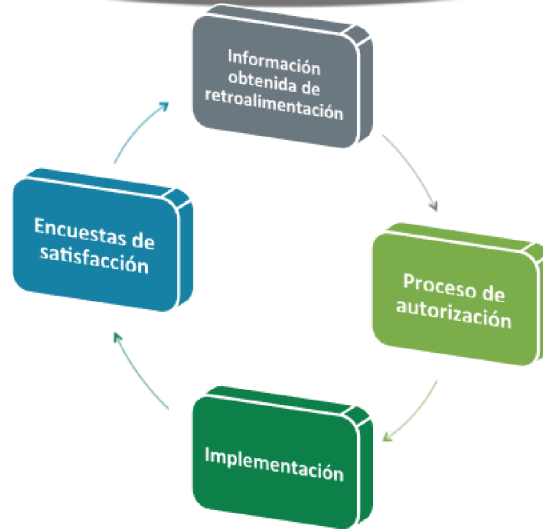 Información
obtenida de
retroalimentación
Proceso de
autorización
Implementación
Encuestas de
satisfacción